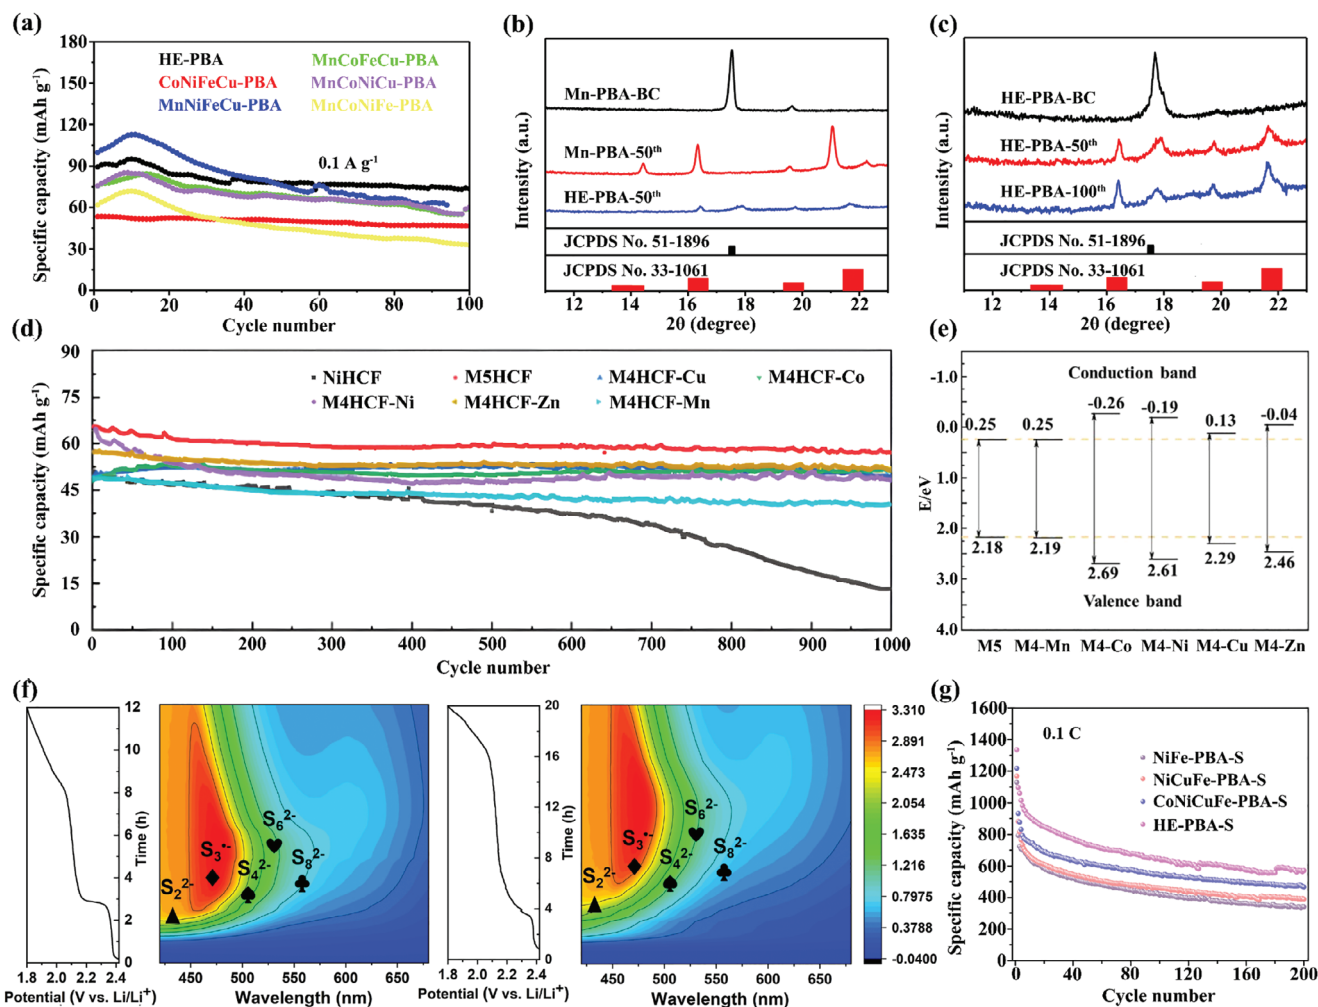 (a)
180
150
120
90
60
30
0
Specific capacity (mAh g⁻¹)
HE-PBA
CoNiFeCu-PBA
MnNiFeCu-PBA
MnCoFeCu-PBA
MnCoNiCu-PBA
MnCoNiFe-PBA
0.1 A g⁻¹
0 20 40 60 80 100
Cycle number
(b)
Intensity (a.u.)
Mn-PBA-BC
Mn-PBA-50ᵗʰ
HE-PBA-50ᵗʰ
JCPDS No. 51-1896
JCPDS No. 33-1061
12 14 16 18 20 22
2θ (degree)
(c)
Intensity (a.u.)
HE-PBA-BC
HE-PBA-50ᵗʰ
HE-PBA-100ᵗʰ
JCPDS No. 51-1896
JCPDS No. 33-1061
12 14 16 18 20 22
2θ (degree)
(d)
90
75
60
45
30
15
0
Specific capacity (mAh g⁻¹)
NiHCF M5HCF M4HCF-Cu M4HCF-Co
M4HCF-Ni M4HCF-Zn M4HCF-Mn
0 100 200 300 400 500 600 700 800 900 1000
Cycle number
(e)
-1.0
0.0
1.0
2.0
3.0
4.0
E/eV
Conduction band
0.25 0.25 -0.26 -0.19 0.13 -0.04
2.18 2.19 2.69 2.61 2.29 2.46
Valence band
M5 M4-Mn M4-Co M4-Ni M4-Cu M4-Zn
(f)
12
10
8
6
4
2
0
Time (h)
1.8 2.0 2.2 2.4
Potential (V vs. Li/Li⁺)
S₂²⁻
S₃•⁻
S₄²⁻
S₆²⁻
S₈²⁻
450 500 550 600 650
Wavelength (nm)
20
16
12
8
4
0
Time (h)
1.8 2.0 2.2 2.4
Potential (V vs. Li/Li⁺)
S₂²⁻
S₃•⁻
S₄²⁻
S₆²⁻
S₈²⁻
450 500 550 600 650
Wavelength (nm)
3.310
2.891
2.473
2.054
1.635
1.216
0.7975
0.3788
-0.0400
(g)
1600
1400
1200
1000
800
600
400
200
0
Specific capacity (mAh g⁻¹)
0.1 C
NiFe-PBA-S
NiCuFe-PBA-S
CoNiCuFe-PBA-S
HE-PBA-S
0 40 80 120 160 200
Cycle number